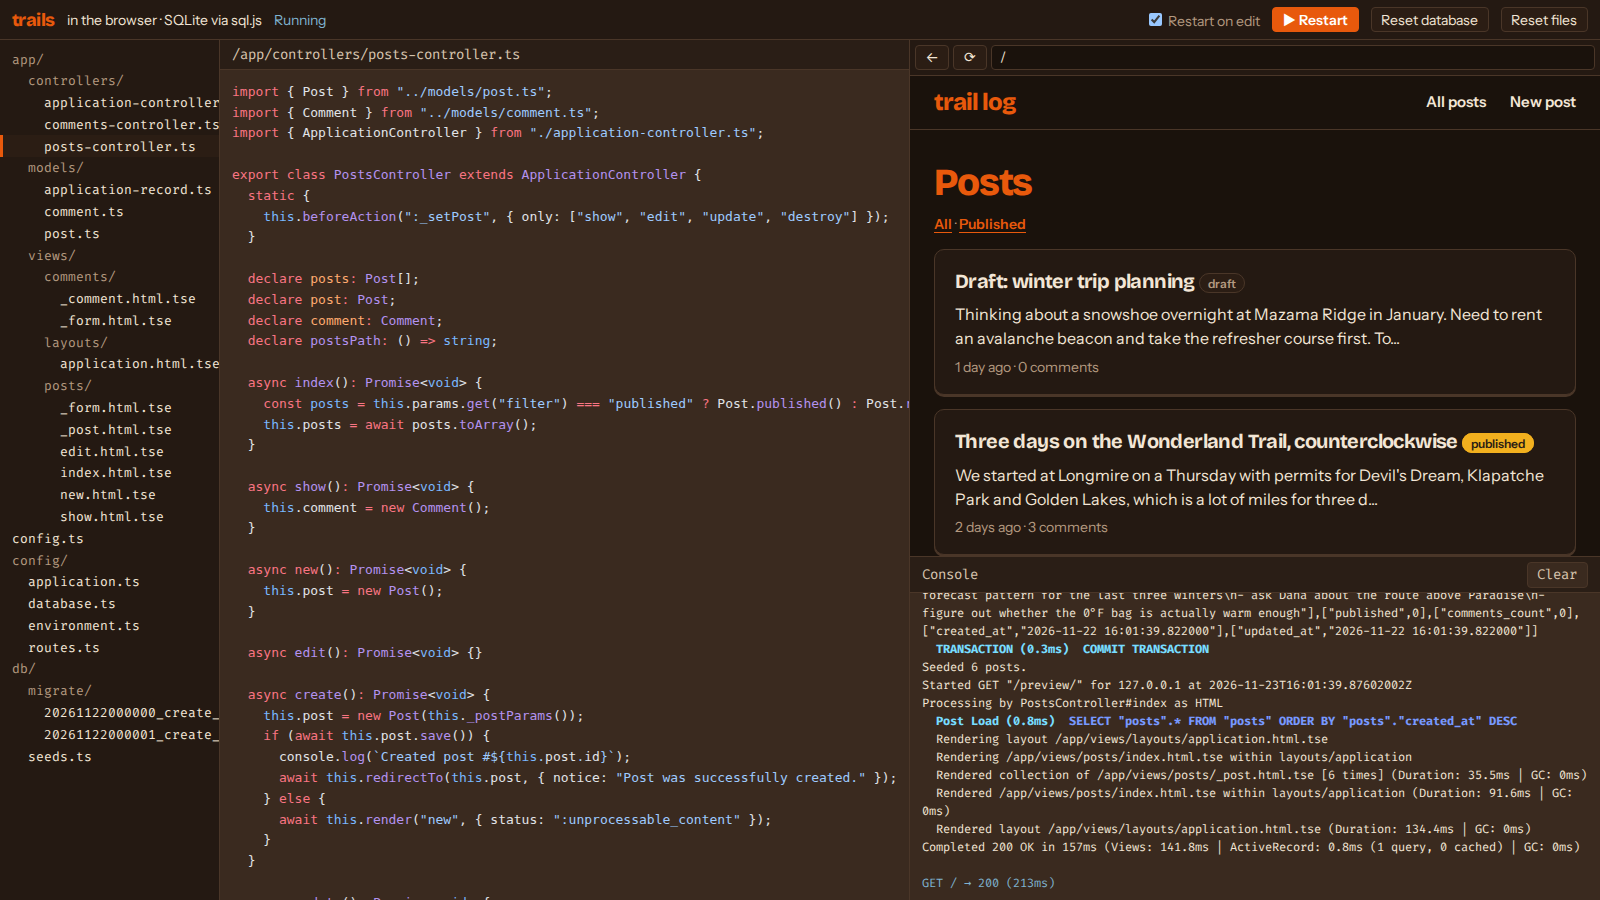 trails in the browser · SQLite via sql.js Running
Restart on edit ▶ Restart Reset database Reset files
app/
controllers/
application-controller
comments-controller.ts
posts-controller.ts
models/
application-record.ts
comment.ts
post.ts
views/
comments/
_comment.html.tse
_form.html.tse
layouts/
application.html.tse
posts/
_form.html.tse
_post.html.tse
edit.html.tse
index.html.tse
new.html.tse
show.html.tse
config.ts
config/
application.ts
database.ts
environment.ts
routes.ts
db/
migrate/
20261122000000_create_
20261122000001_create_
seeds.ts
/app/controllers/posts-controller.ts
import { Post } from "../models/post.ts";
import { Comment } from "../models/comment.ts";
import { ApplicationController } from "./application-controller.ts";
export class PostsController extends ApplicationController {
static {
this.beforeAction(":_setPost", { only: ["show", "edit", "update", "destroy"] });
}
declare posts: Post[];
declare post: Post;
declare comment: Comment;
declare postsPath: () => string;
async index(): Promise<void> {
const posts = this.params.get("filter") === "published" ? Post.published() : Post.
this.posts = await posts.toArray();
}
async show(): Promise<void> {
this.comment = new Comment();
}
async new(): Promise<void> {
this.post = new Post();
}
async edit(): Promise<void> {}
async create(): Promise<void> {
this.post = new Post(this._postParams());
if (await this.post.save()) {
console.log(`Created post #${this.post.id}`);
await this.redirectTo(this.post, { notice: "Post was successfully created." });
} else {
await this.render("new", { status: ":unprocessable_content" });
}
}
← ⟳ /
trail log All posts New post
Posts
All · Published
Draft: winter trip planning draft
Thinking about a snowshoe overnight at Mazama Ridge in January. Need to rent
an avalanche beacon and take the refresher course first. To...
1 day ago · 0 comments
Three days on the Wonderland Trail, counterclockwise published
We started at Longmire on a Thursday with permits for Devil's Dream, Klapatche
Park and Golden Lakes, which is a lot of miles for three d...
2 days ago · 3 comments
Console Clear
forecast pattern for the last three winters\n- ask Dana about the route above Paradise\n-
figure out whether the 0°F bag is actually warm enough"],["published",0],["comments_count",0],
["created_at","2026-11-22 16:01:39.822000"],["updated_at","2026-11-22 16:01:39.822000"]]
TRANSACTION (0.3ms) COMMIT TRANSACTION
Seeded 6 posts.
Started GET "/preview/" for 127.0.0.1 at 2026-11-23T16:01:39.87602002Z
Processing by PostsController#index as HTML
Post Load (0.8ms) SELECT "posts".* FROM "posts" ORDER BY "posts"."created_at" DESC
Rendering layout /app/views/layouts/application.html.tse
Rendering /app/views/posts/index.html.tse within layouts/application
Rendered collection of /app/views/posts/_post.html.tse [6 times] (Duration: 35.5ms | GC: 0ms)
Rendered /app/views/posts/index.html.tse within layouts/application (Duration: 91.6ms | GC:
0ms)
Rendered layout /app/views/layouts/application.html.tse (Duration: 134.4ms | GC: 0ms)
Completed 200 OK in 157ms (Views: 141.8ms | ActiveRecord: 0.8ms (1 query, 0 cached) | GC: 0ms)
GET / → 200 (213ms)